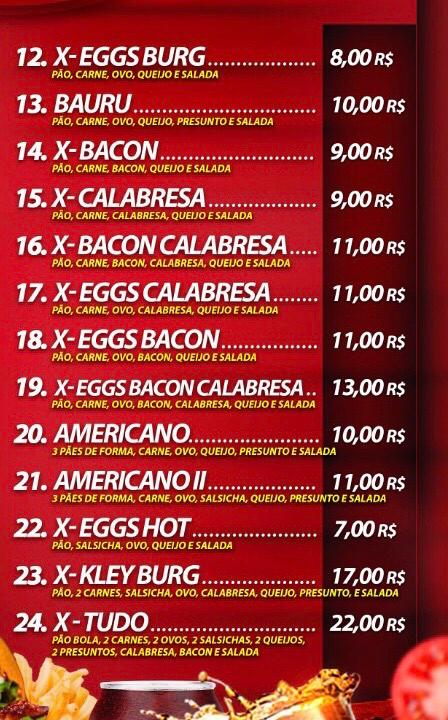 12. X- EGGS BURG ..................... 8,00 R$
PÃO, CARNE, OVO, QUEIJO E SALADA
13. BAURU................................... 10,00 R$
PÃO, CARNE, OVO, QUEIJO, PRESUNTO E SALADA
14. X- BACON.............................. 9,00 R$
PÃO, CARNE, BACON, QUEIJO E SALADA
15. X- CALABRESA..................... 9,00 R$
PÃO, CARNE, CALABRESA, QUEIJO E SALADA
16. X- BACON CALABRESA..... 11,00 R$
PÃO, CARNE, BACON, CALABRESA, QUEIJO E SALADA
17. X- EGGS CALABRESA......... 11,00 R$
PÃO, CARNE, OVO, CALABRESA, QUEIJO E SALADA
18. X- EGGS BACON .................. 11,00 R$
PÃO, CARNE, OVO, BACON, QUEIJO E SALADA
19. X- EGGS BACON CALABRESA .. 13,00 R$
PÃO, CARNE, OVO, BACON, CALABRESA, QUEIJO E SALADA
20. AMERICANO......................... 10,00 R$
3 PÃES DE FORMA, CARNE, OVO, QUEIJO, PRESUNTO E SALADA
21. AMERICANO II...................... 11,00 R$
3 PÃES DE FORMA, CARNE, OVO, SALSICHA, QUEIJO, PRESUNTO E SALADA
22. X- EGGS HOT ........................ 7,00 R$
PÃO, SALSICHA, OVO, QUEIJO E SALADA
23. X- KLEY BURG...................... 17,00 R$
PÃO, 2 CARNES, SALSICHA, OVO, CALABRESA, QUEIJO, PRESUNTO, E SALADA
24. X - TUDO ................................ 22,00 R$
PÃO BOLA, 2 CARNES, 2 OVOS, 2 SALSICHAS, 2 QUEIJOS,
2 PRESUNTOS, CALABRESA, BACON E SALADA